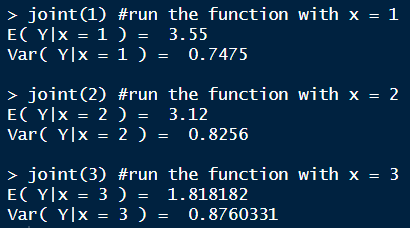 > joint(1) #run the function with x = 1
E( Y|x = 1 ) =  3.55
Var( Y|x = 1 ) =  0.7475
> joint(2) #run the function with x = 2
E( Y|x = 2 ) =  3.12
Var( Y|x = 2 ) =  0.8256
> joint(3) #run the function with x = 3
E( Y|x = 3 ) =  1.818182
Var( Y|x = 3 ) =  0.8760331